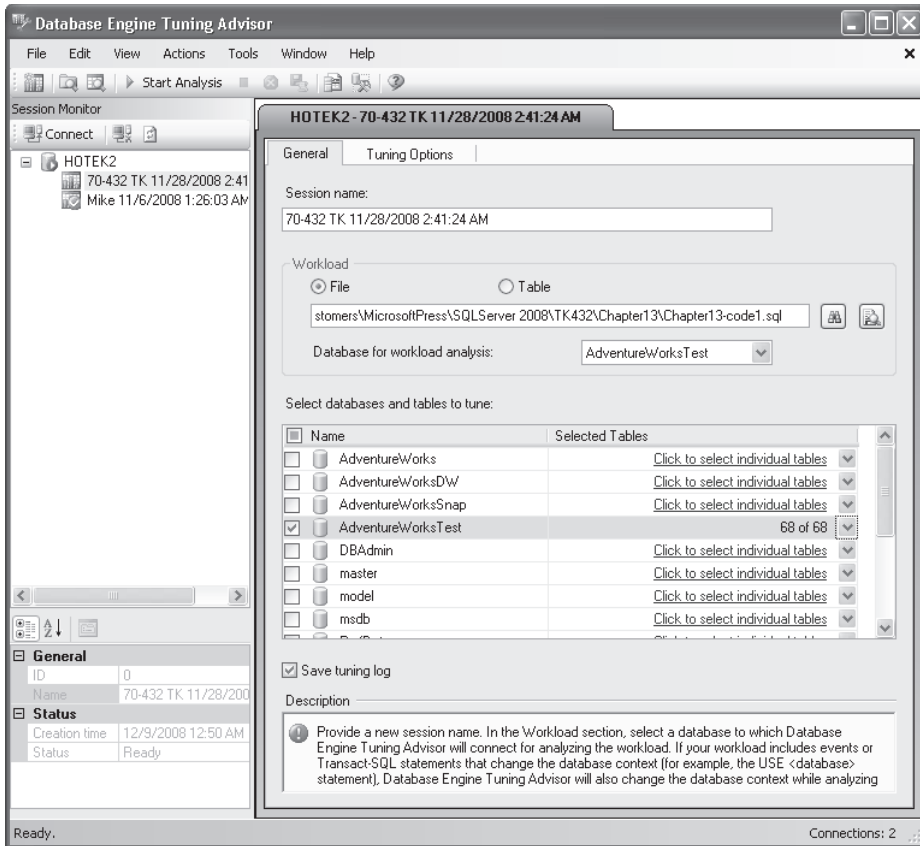 Database Engine Tuning Advisor
File Edit View Actions Tools Window Help
Start Analysis
Session Monitor
Connect
HOTEK2
70-432 TK 11/28/2008 2:41
Mike 11/6/2008 1:26:03 AM
General
ID 0
Name 70-432 TK 11/28/200
Status
Creation time 12/9/2008 12:50 AM
Status Ready
HOTEK2 - 70-432 TK 11/28/2008 2:41:24 AM
General Tuning Options
Session name:
70-432 TK 11/28/2008 2:41:24 AM
Workload
File Table
stomers\MicrosoftPress\SQLServer 2008\TK432\Chapter13\Chapter13-code1.sql
Database for workload analysis: AdventureWorksTest
Select databases and tables to tune:
Name Selected Tables
AdventureWorks Click to select individual tables
AdventureWorksDW Click to select individual tables
AdventureWorksSnap Click to select individual tables
AdventureWorksTest 68 of 68
DBAdmin Click to select individual tables
master Click to select individual tables
model Click to select individual tables
msdb Click to select individual tables
Save tuning log
Description
Provide a new session name. In the Workload section, select a database to which Database
Engine Tuning Advisor will connect for analyzing the workload. If your workload includes events or
Transact-SQL statements that change the database context (for example, the USE <database>
statement), Database Engine Tuning Advisor will also change the database context while analyzing
Ready. Connections: 2